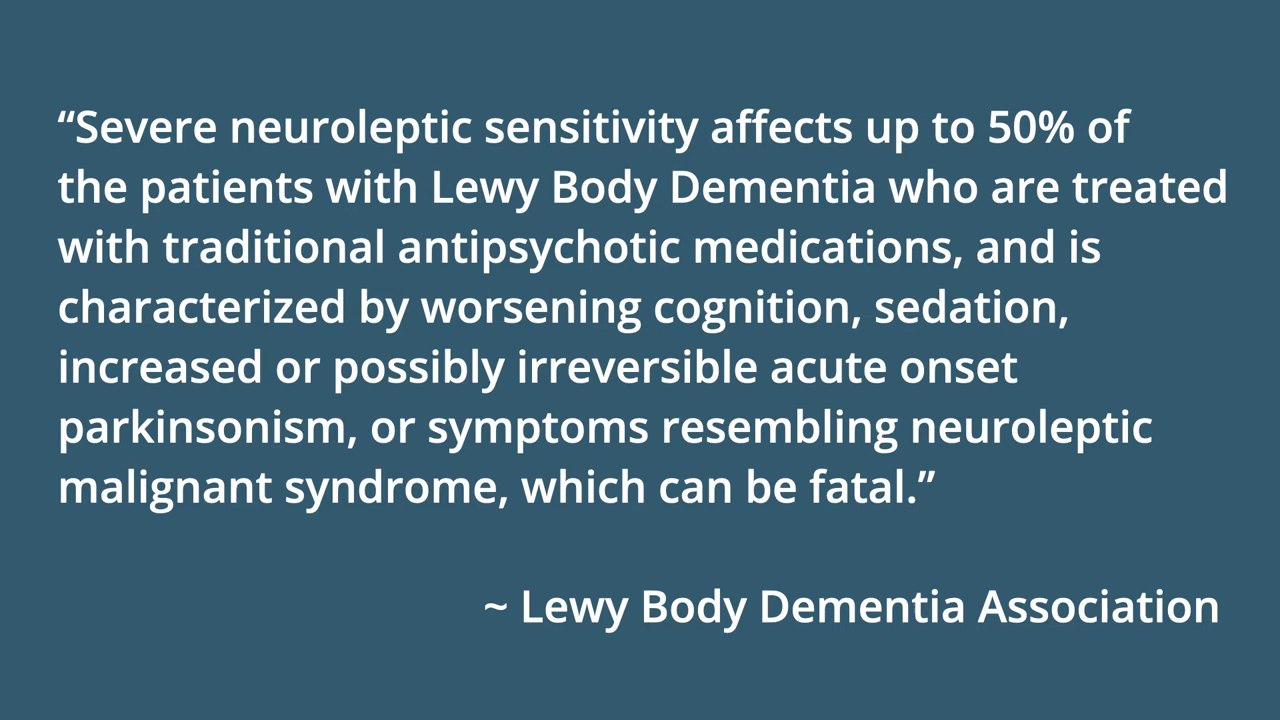 “Severe neuroleptic sensitivity affects up to 50% of
the patients with Lewy Body Dementia who are treated
with traditional antipsychotic medications, and is
characterized by worsening cognition, sedation,
increased or possibly irreversible acute onset
parkinsonism, or symptoms resembling neuroleptic
malignant syndrome, which can be fatal.”
~ Lewy Body Dementia Association